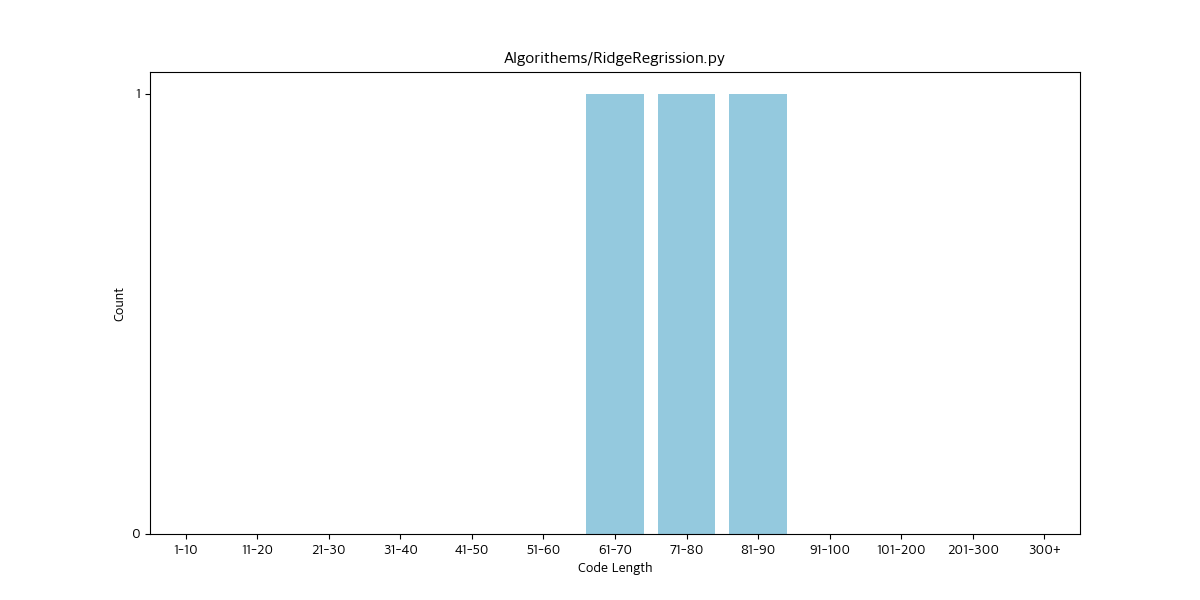 Algorithems/RidgeRegrission.py
1
Count
0
1-10 11-20 21-30 31-40 41-50 51-60 61-70 71-80 81-90 91-100 101-200 201-300 300+
Code Length